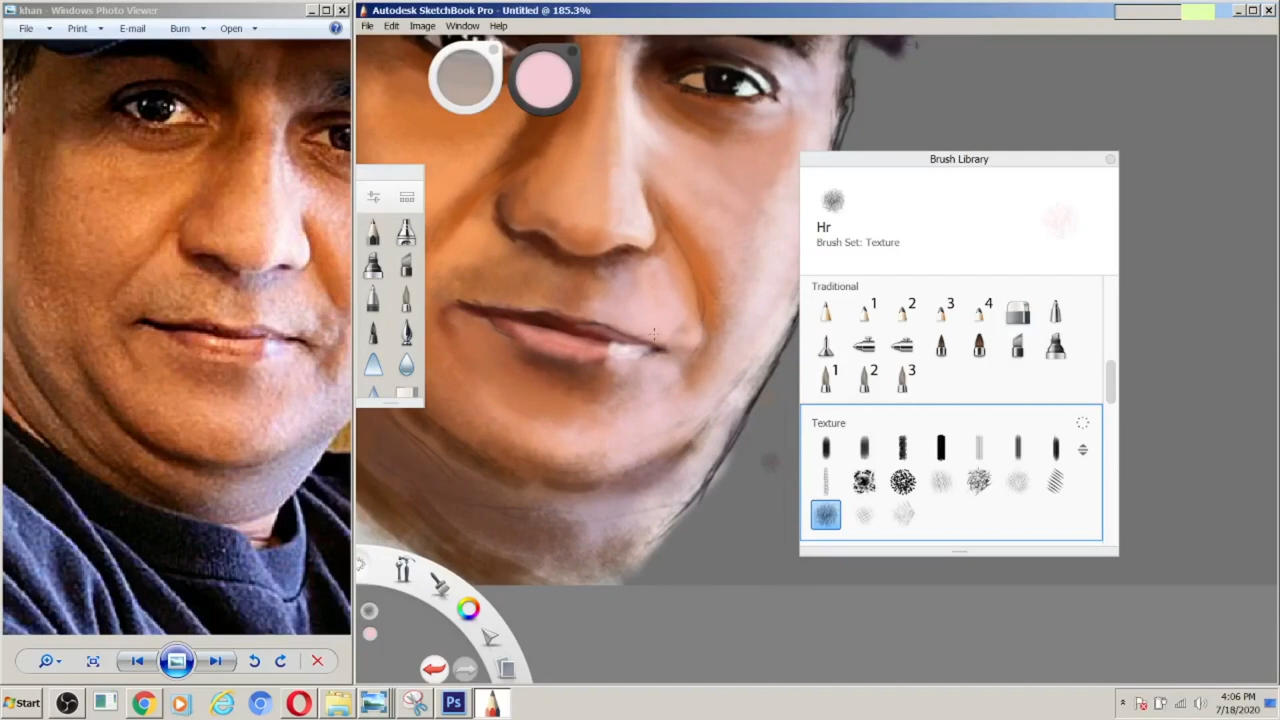 khan - Windows Photo Viewer
File Print E-mail Burn Open
Autodesk SketchBook Pro - Untitled @ 185.3%
File Edit Image Window Help
Brush Library
Hr
Brush Set: Texture
Traditional
1 2 3 4
1 2 3
Texture
Start
Ps
4:06 PM
7/18/2020